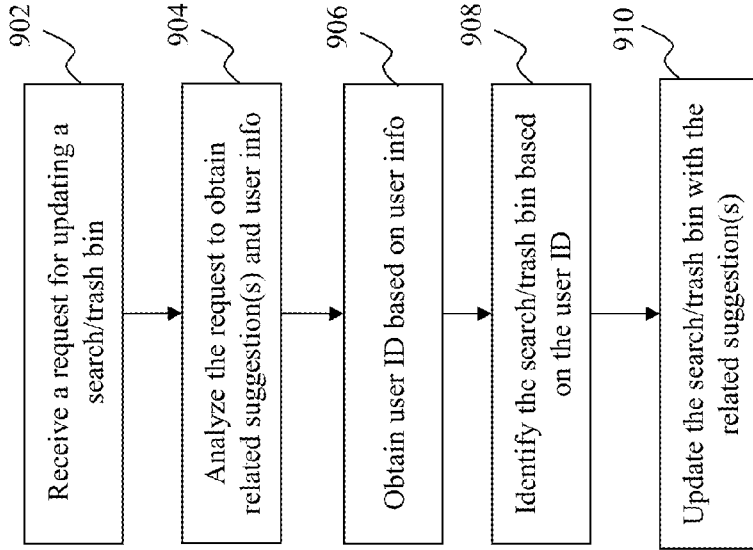 902
Receive a request for updating a
search/trash bin
904
Analyze the request to obtain
related suggestion(s) and user info
906
Obtain user ID based on user info
908
Identify the search/trash bin based
on the user ID
910
Update the search/trash bin with the
related suggestion(s)